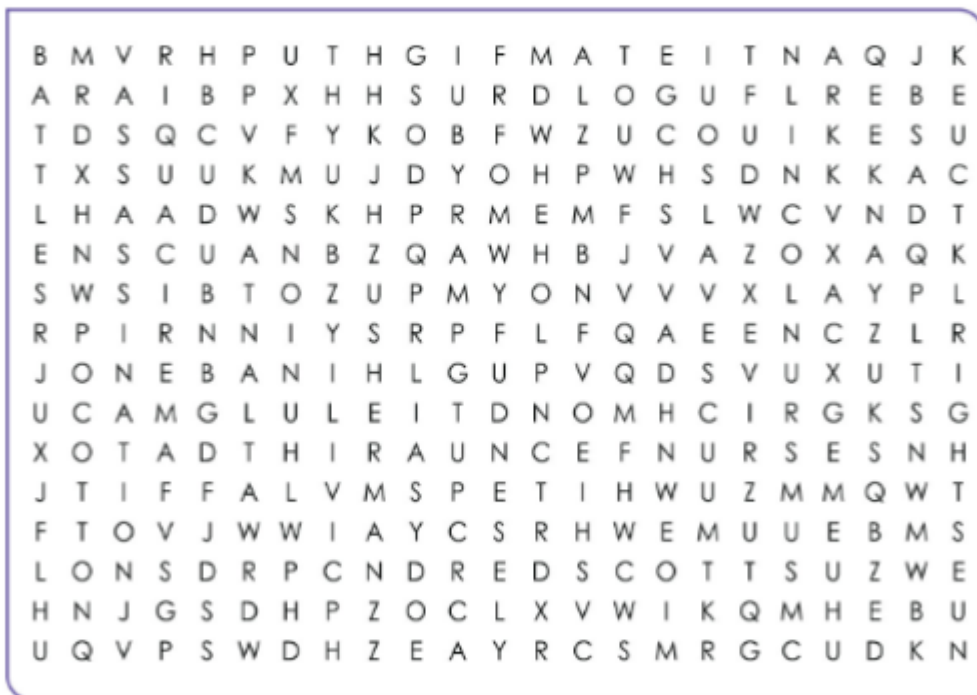 B M V R H P U T H G I F M A T E I T N A Q J K
A R A I B P X H H S U R D L O G U F L R E B E
T D S Q C V F Y K O B F W Z U C O U I K E S U
T X S U U K M U J D Y O H P W H S D N K K A C
L H A A D W S K H P R M E M F S L W C V N D T
E N S C U A N B Z Q A W H B J V A Z O X A Q K
S W S I B T O Z U P M Y O N V V V X L A Y P L
R P I R N N I Y S R P F L F Q A E E N C Z L R
J O N E B A N I H L G U P V Q D S V U X U T I
U C A M G L U L E I T D N O M H C I R G K S G
X O T A D T H I R A U N C E F N U R S E S N H
J T I F F A L V M S P E T I H W U Z M M Q W T
F T O V J W W I A Y C S R H W E M U U E B M S
L O N S D R P C N D R E D S C O T T S U Z W E
H N J G S D H P Z O C L X V W I K Q M H E B U
U Q V P S W D H Z E A Y R C S M R G C U D K N